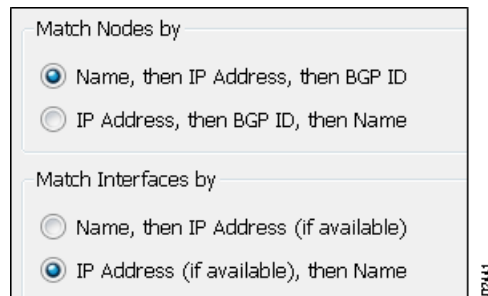 Match Nodes by
Name, then IP Address, then BGP ID
IP Address, then BGP ID, then Name
Match Interfaces by
Name, then IP Address (if available)
IP Address (if available), then Name